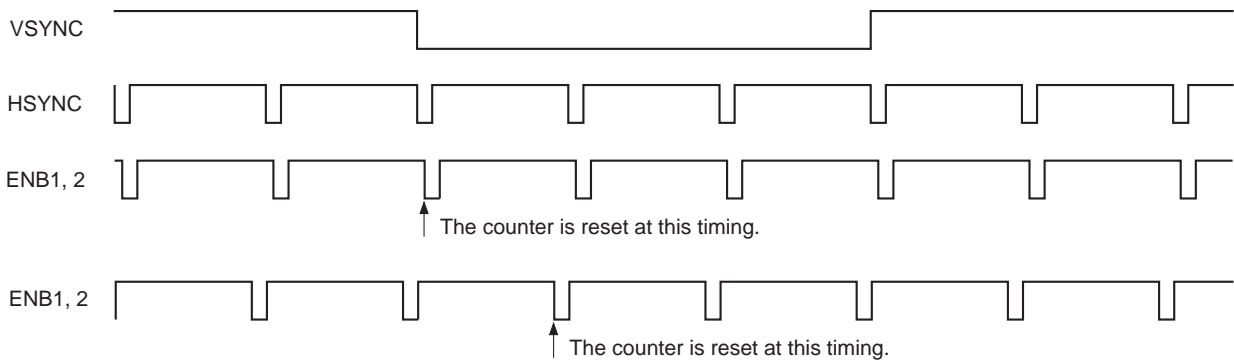 VSYNC
HSYNC
ENB1, 2
The counter is reset at this timing.
ENB1, 2
The counter is reset at this timing.